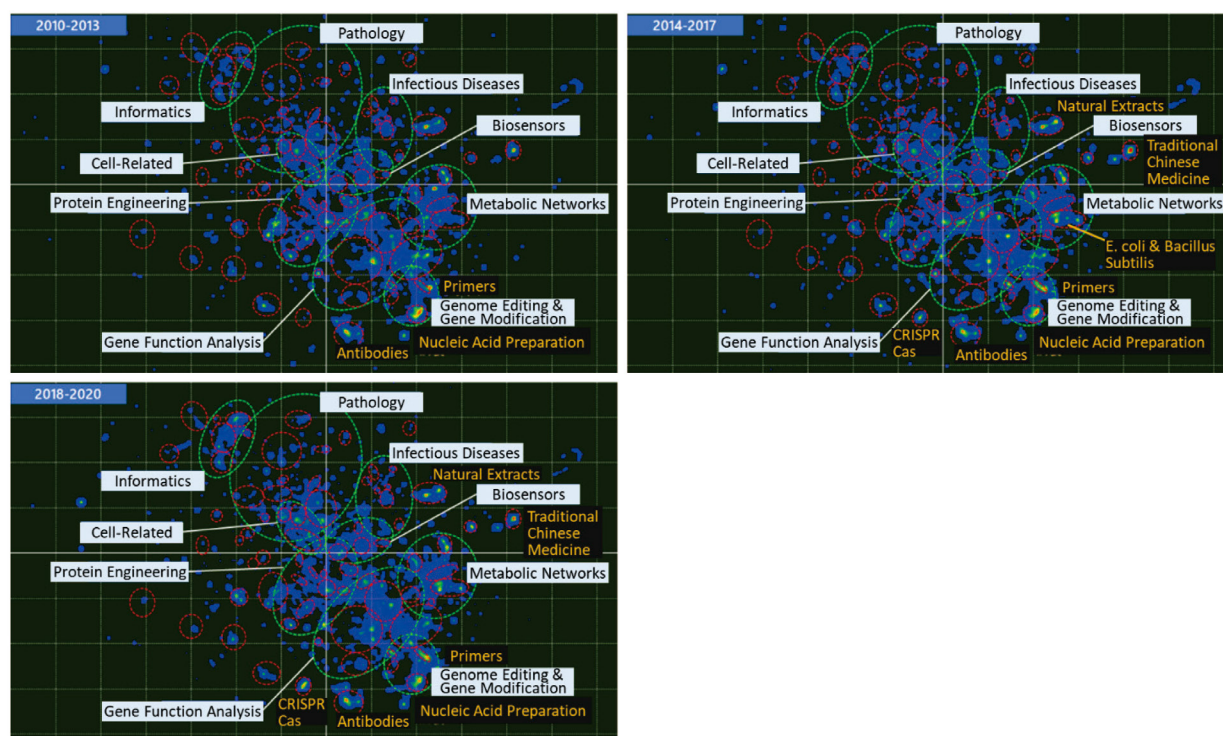 2010-2013
Pathology
Infectious Diseases
Informatics
Biosensors
Cell-Related
Protein Engineering
Metabolic Networks
Primers
Genome Editing &
Gene Modification
Gene Function Analysis
Nucleic Acid Preparation
Antibodies
2014-2017
Pathology
Infectious Diseases
Natural Extracts
Informatics
Biosensors
Traditional
Chinese
Medicine
Cell-Related
Protein Engineering
Metabolic Networks
E. coli & Bacillus
Subtilis
Primers
Genome Editing &
Gene Modification
Gene Function Analysis
CRISPR
Cas
Nucleic Acid Preparation
Antibodies
2018-2020
Pathology
Infectious Diseases
Natural Extracts
Informatics
Biosensors
Traditional
Chinese
Medicine
Cell-Related
Protein Engineering
Metabolic Networks
Primers
Genome Editing &
Gene Modification
Gene Function Analysis
CRISPR
Cas
Nucleic Acid Preparation
Antibodies